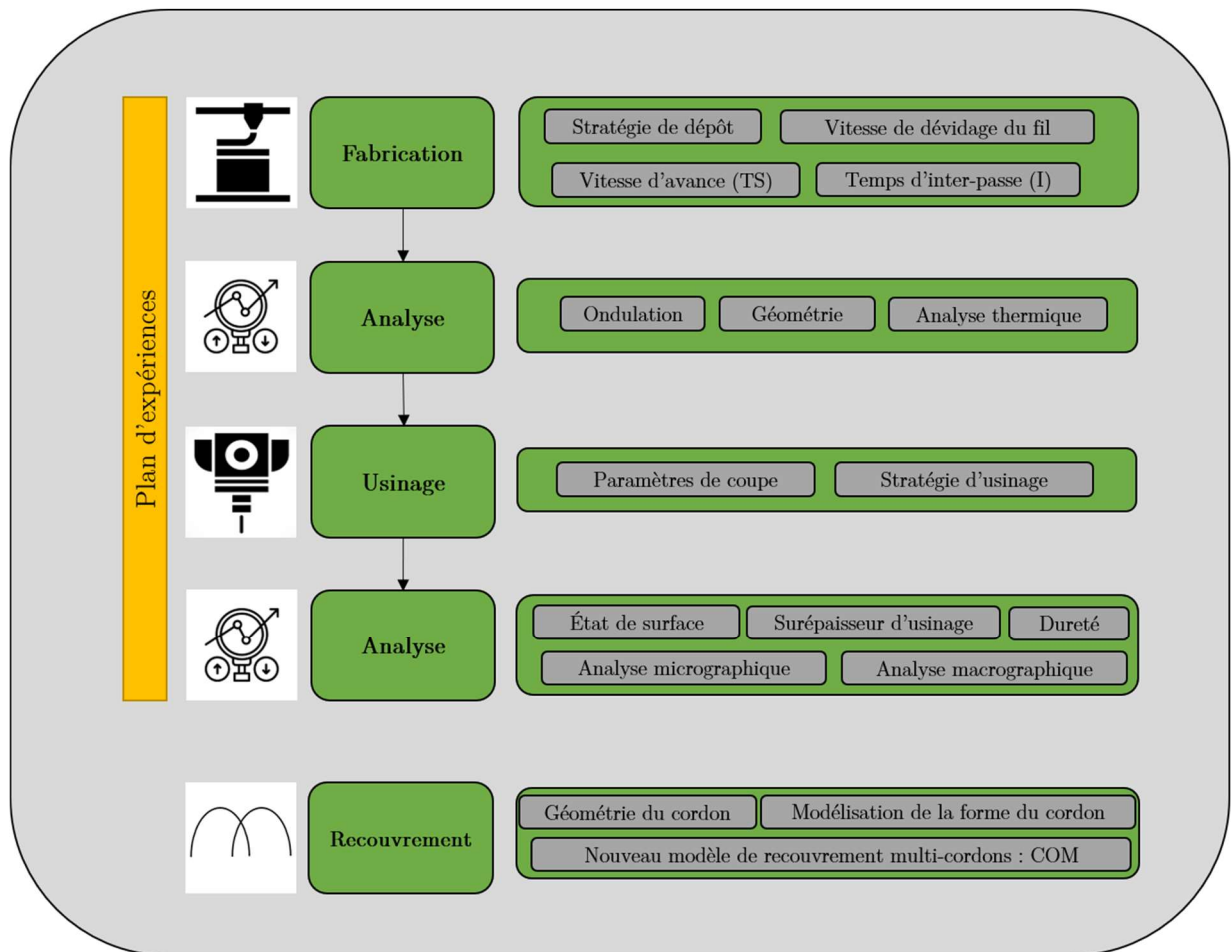 Plan d'expériences
Fabrication
Stratégie de dépôt
Vitesse de dévidage du fil
Vitesse d'avance (TS)
Temps d'inter-passe (I)
Analyse
Ondulation
Géométrie
Analyse thermique
Usinage
Paramètres de coupe
Stratégie d'usinage
Analyse
État de surface
Surépaisseur d'usinage
Dureté
Analyse micrographique
Analyse macrographique
Recouvrement
Géométrie du cordon
Modélisation de la forme du cordon
Nouveau modèle de recouvrement multi-cordons : COM